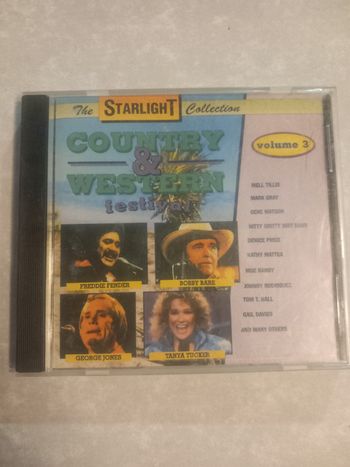 The STARLIGHT Collection
COUNTRY
&
WESTERN
festival
volume 3
MELL TILLIS
MARK GRAY
GENE WATSON
NITTY GRITTY DIRT BAND
DENICE PRICE
KATHY MATTEA
MOE BANDY
JOHNNY RODRIGUEZ
TOM T. HALL
GAIL DAVIES
AND MANY OTHERS
FREDDIE FENDER
BOBBY BARE
GEORGE JONES
TANYA TUCKER